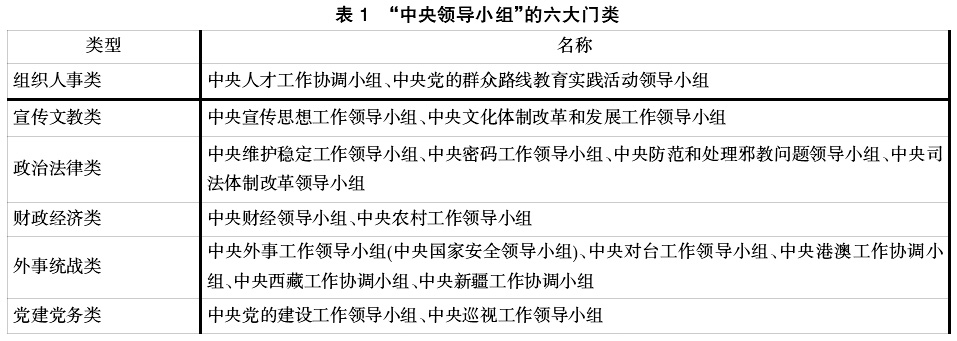 表 1 “中央领导小组”的六大门类
类型 名称
组织人事类 中央人才工作协调小组、中央党的群众路线教育实践活动领导小组
宣传文教类 中央宣传思想工作领导小组、中央文化体制改革和发展工作领导小组
政治法律类 中央维护稳定工作领导小组、中央密码工作领导小组、中央防范和处理邪教问题领导小组、中央司
法体制改革领导小组
财政经济类 中央财经领导小组、中央农村工作领导小组
外事统战类 中央外事工作领导小组(中央国家安全领导小组)、中央对台工作领导小组、中央港澳工作协调小
组、中央西藏工作协调小组、中央新疆工作协调小组
党建党务类 中央党的建设工作领导小组、中央巡视工作领导小组